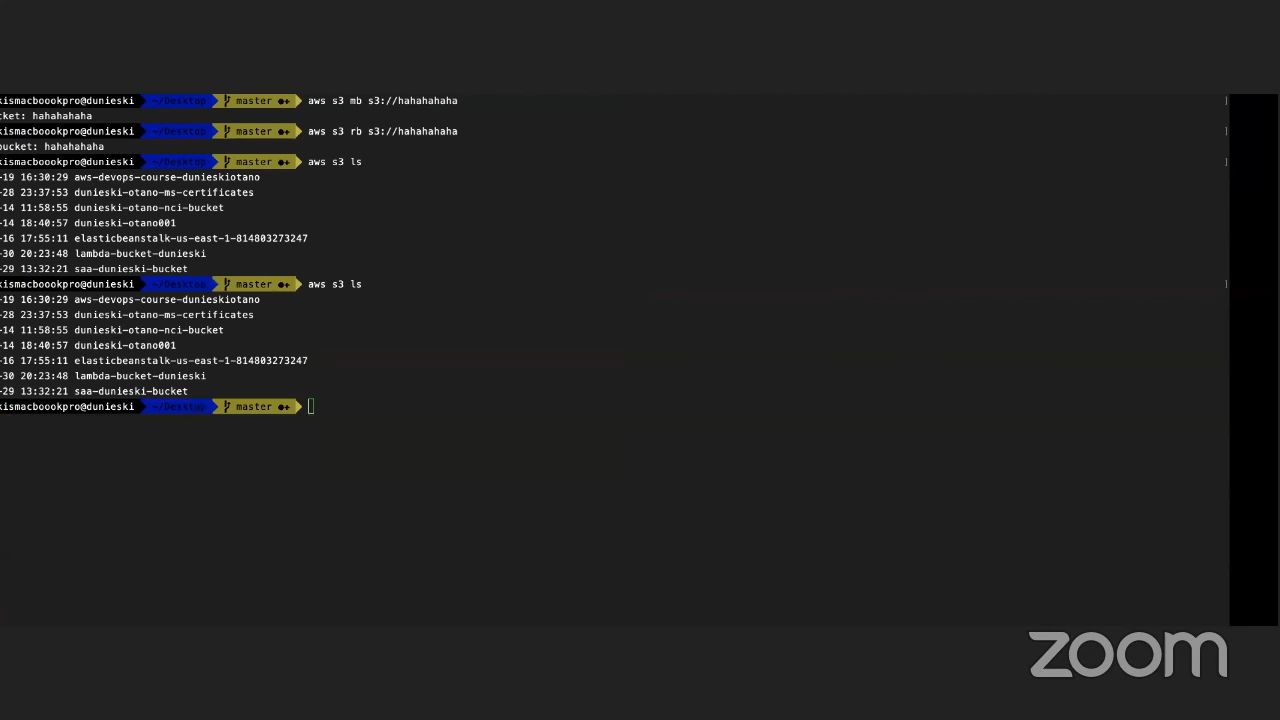 kismacboookpro@dunieski ~/Desktop master ●+ aws s3 mb s3://hahahahaha ]
cket: hahahahaha
kismacboookpro@dunieski ~/Desktop master ●+ aws s3 rb s3://hahahahaha ]
bucket: hahahahaha
kismacboookpro@dunieski ~/Desktop master ●+ aws s3 ls ]
-19 16:30:29 aws-devops-course-dunieskiotano
-28 23:37:53 dunieski-otano-ms-certificates
-14 11:58:55 dunieski-otano-nci-bucket
-14 18:40:57 dunieski-otano001
-16 17:55:11 elasticbeanstalk-us-east-1-814803273247
-30 20:23:48 lambda-bucket-dunieski
-29 13:32:21 saa-dunieski-bucket
kismacboookpro@dunieski ~/Desktop master ●+ aws s3 ls ]
-19 16:30:29 aws-devops-course-dunieskiotano
-28 23:37:53 dunieski-otano-ms-certificates
-14 11:58:55 dunieski-otano-nci-bucket
-14 18:40:57 dunieski-otano001
-16 17:55:11 elasticbeanstalk-us-east-1-814803273247
-30 20:23:48 lambda-bucket-dunieski
-29 13:32:21 saa-dunieski-bucket
kismacboookpro@dunieski ~/Desktop master ●+
zoom